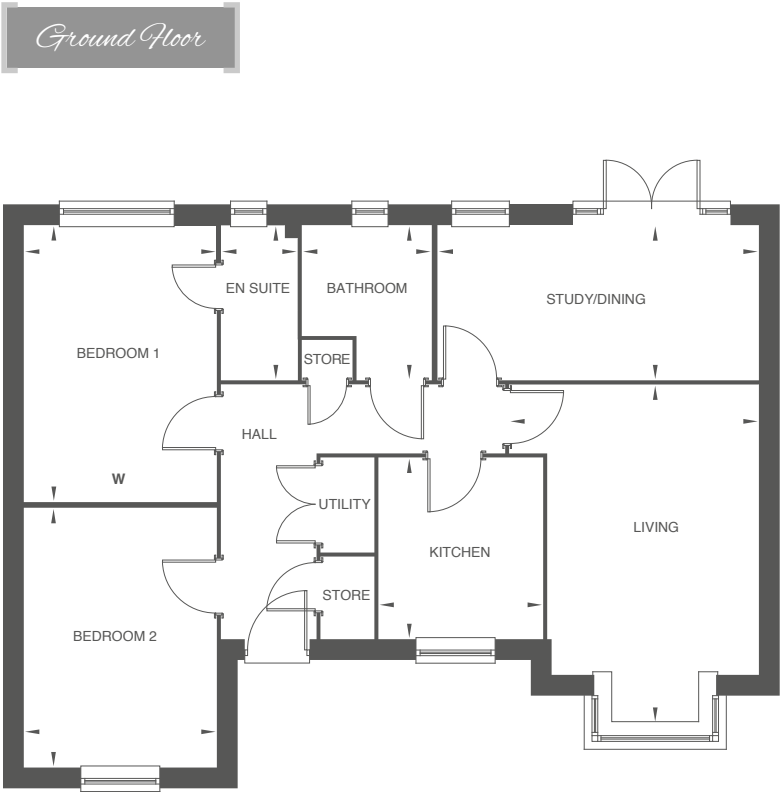 Ground Floor
EN SUITE
BATHROOM
STUDY/DINING
BEDROOM 1
STORE
HALL
W
UTILITY
LIVING
KITCHEN
STORE
BEDROOM 2